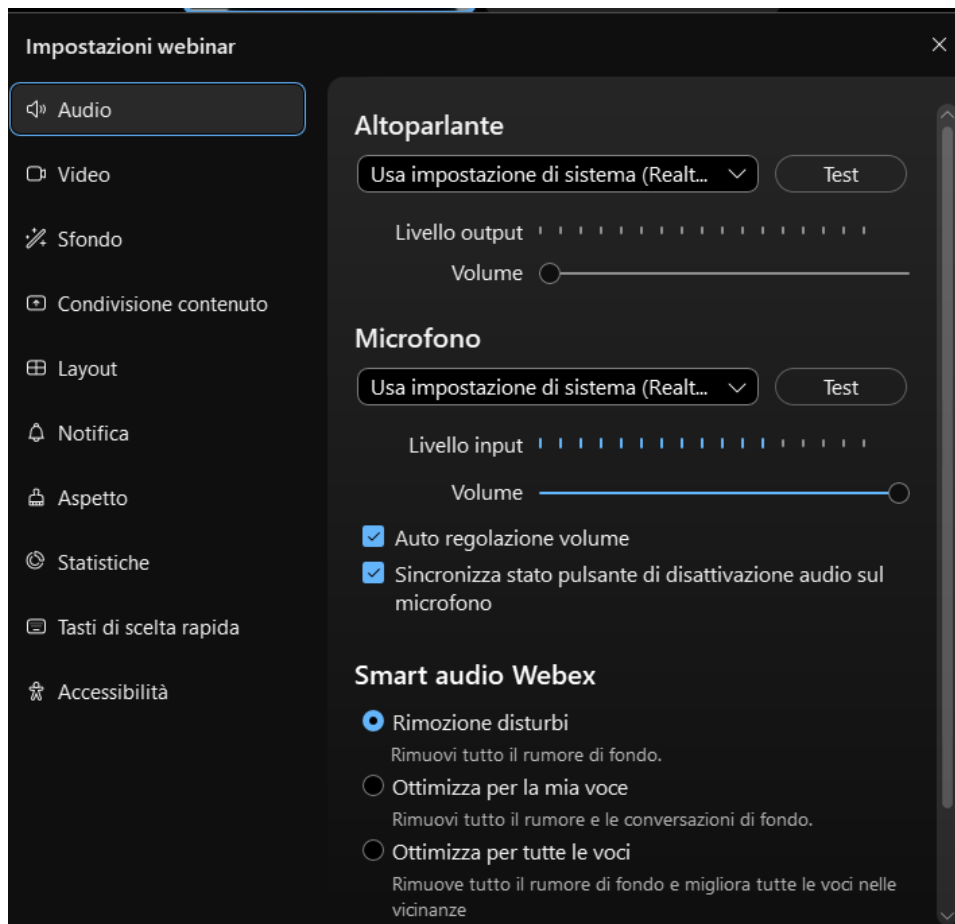 Impostazioni webinar
Audio
Video
Sfondo
Condivisione contenuto
Layout
Notifica
Aspetto
Statistiche
Tasti di scelta rapida
Accessibilità
Altoparlante
Usa impostazione di sistema (Realt...
Test
Livello output
Volume
Microfono
Usa impostazione di sistema (Realt...
Test
Livello input
Volume
Auto regolazione volume
Sincronizza stato pulsante di disattivazione audio sul
microfono
Smart audio Webex
Rimozione disturbi
Rimuovi tutto il rumore di fondo.
Ottimizza per la mia voce
Rimuovi tutto il rumore e le conversazioni di fondo.
Ottimizza per tutte le voci
Rimuove tutto il rumore di fondo e migliora tutte le voci nelle
vicinanze